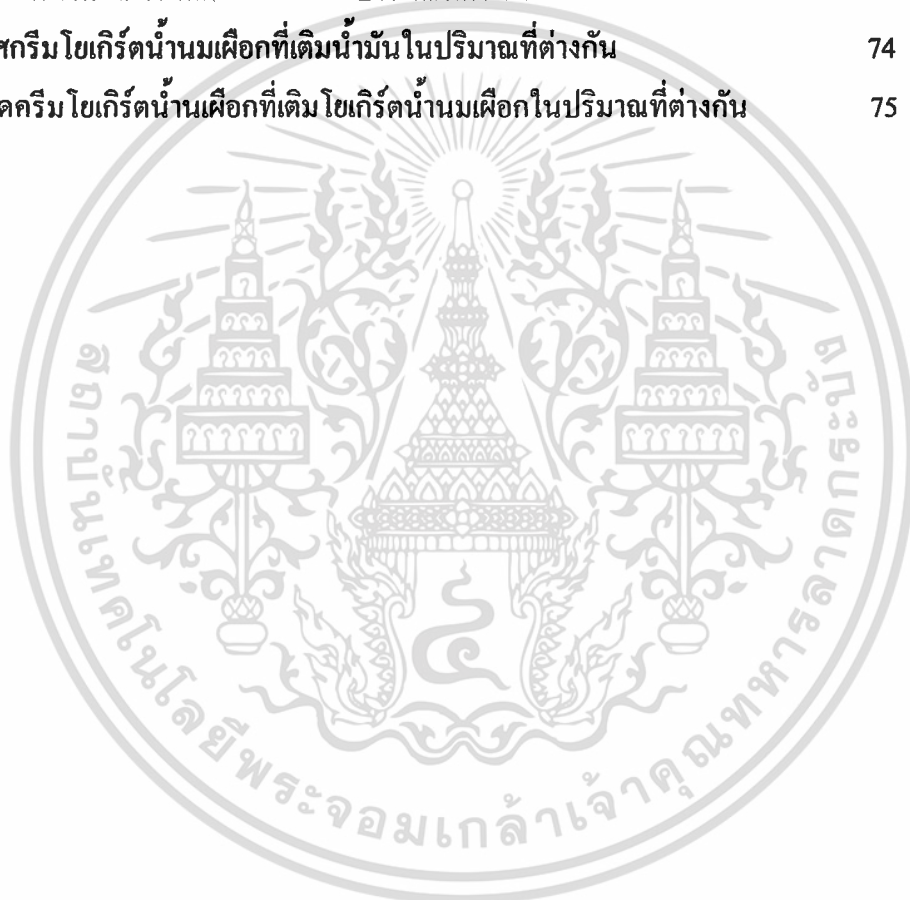 สกรีมโยเกิร์ตน้ำนมเผือกที่เติมน้ำมันในปริมาณที่ต่างกัน 74
ดครีมโยเกิร์ตน้ำนเผือกที่เติมโยเกิร์ตน้ำนมเผือกในปริมาณที่ต่างกัน 75
สถาบันเทคโนโลยีพระจอมเกล้าเจ้าคุณทหารลาดกระบัง